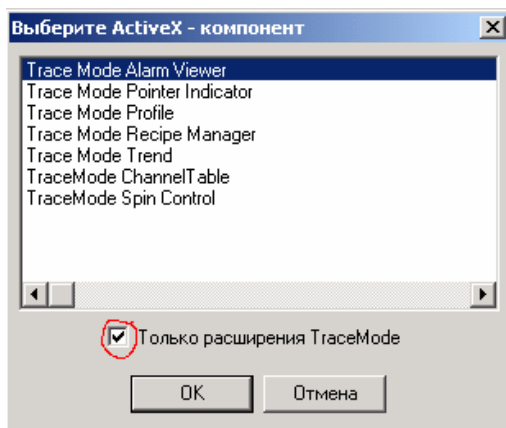 Выберите ActiveX - компонент
Trace Mode Alarm Viewer
Trace Mode Pointer Indicator
Trace Mode Profile
Trace Mode Recipe Manager
Trace Mode Trend
TraceMode ChannelTable
TraceMode Spin Control
Только расширения TraceMode
OK Отмена